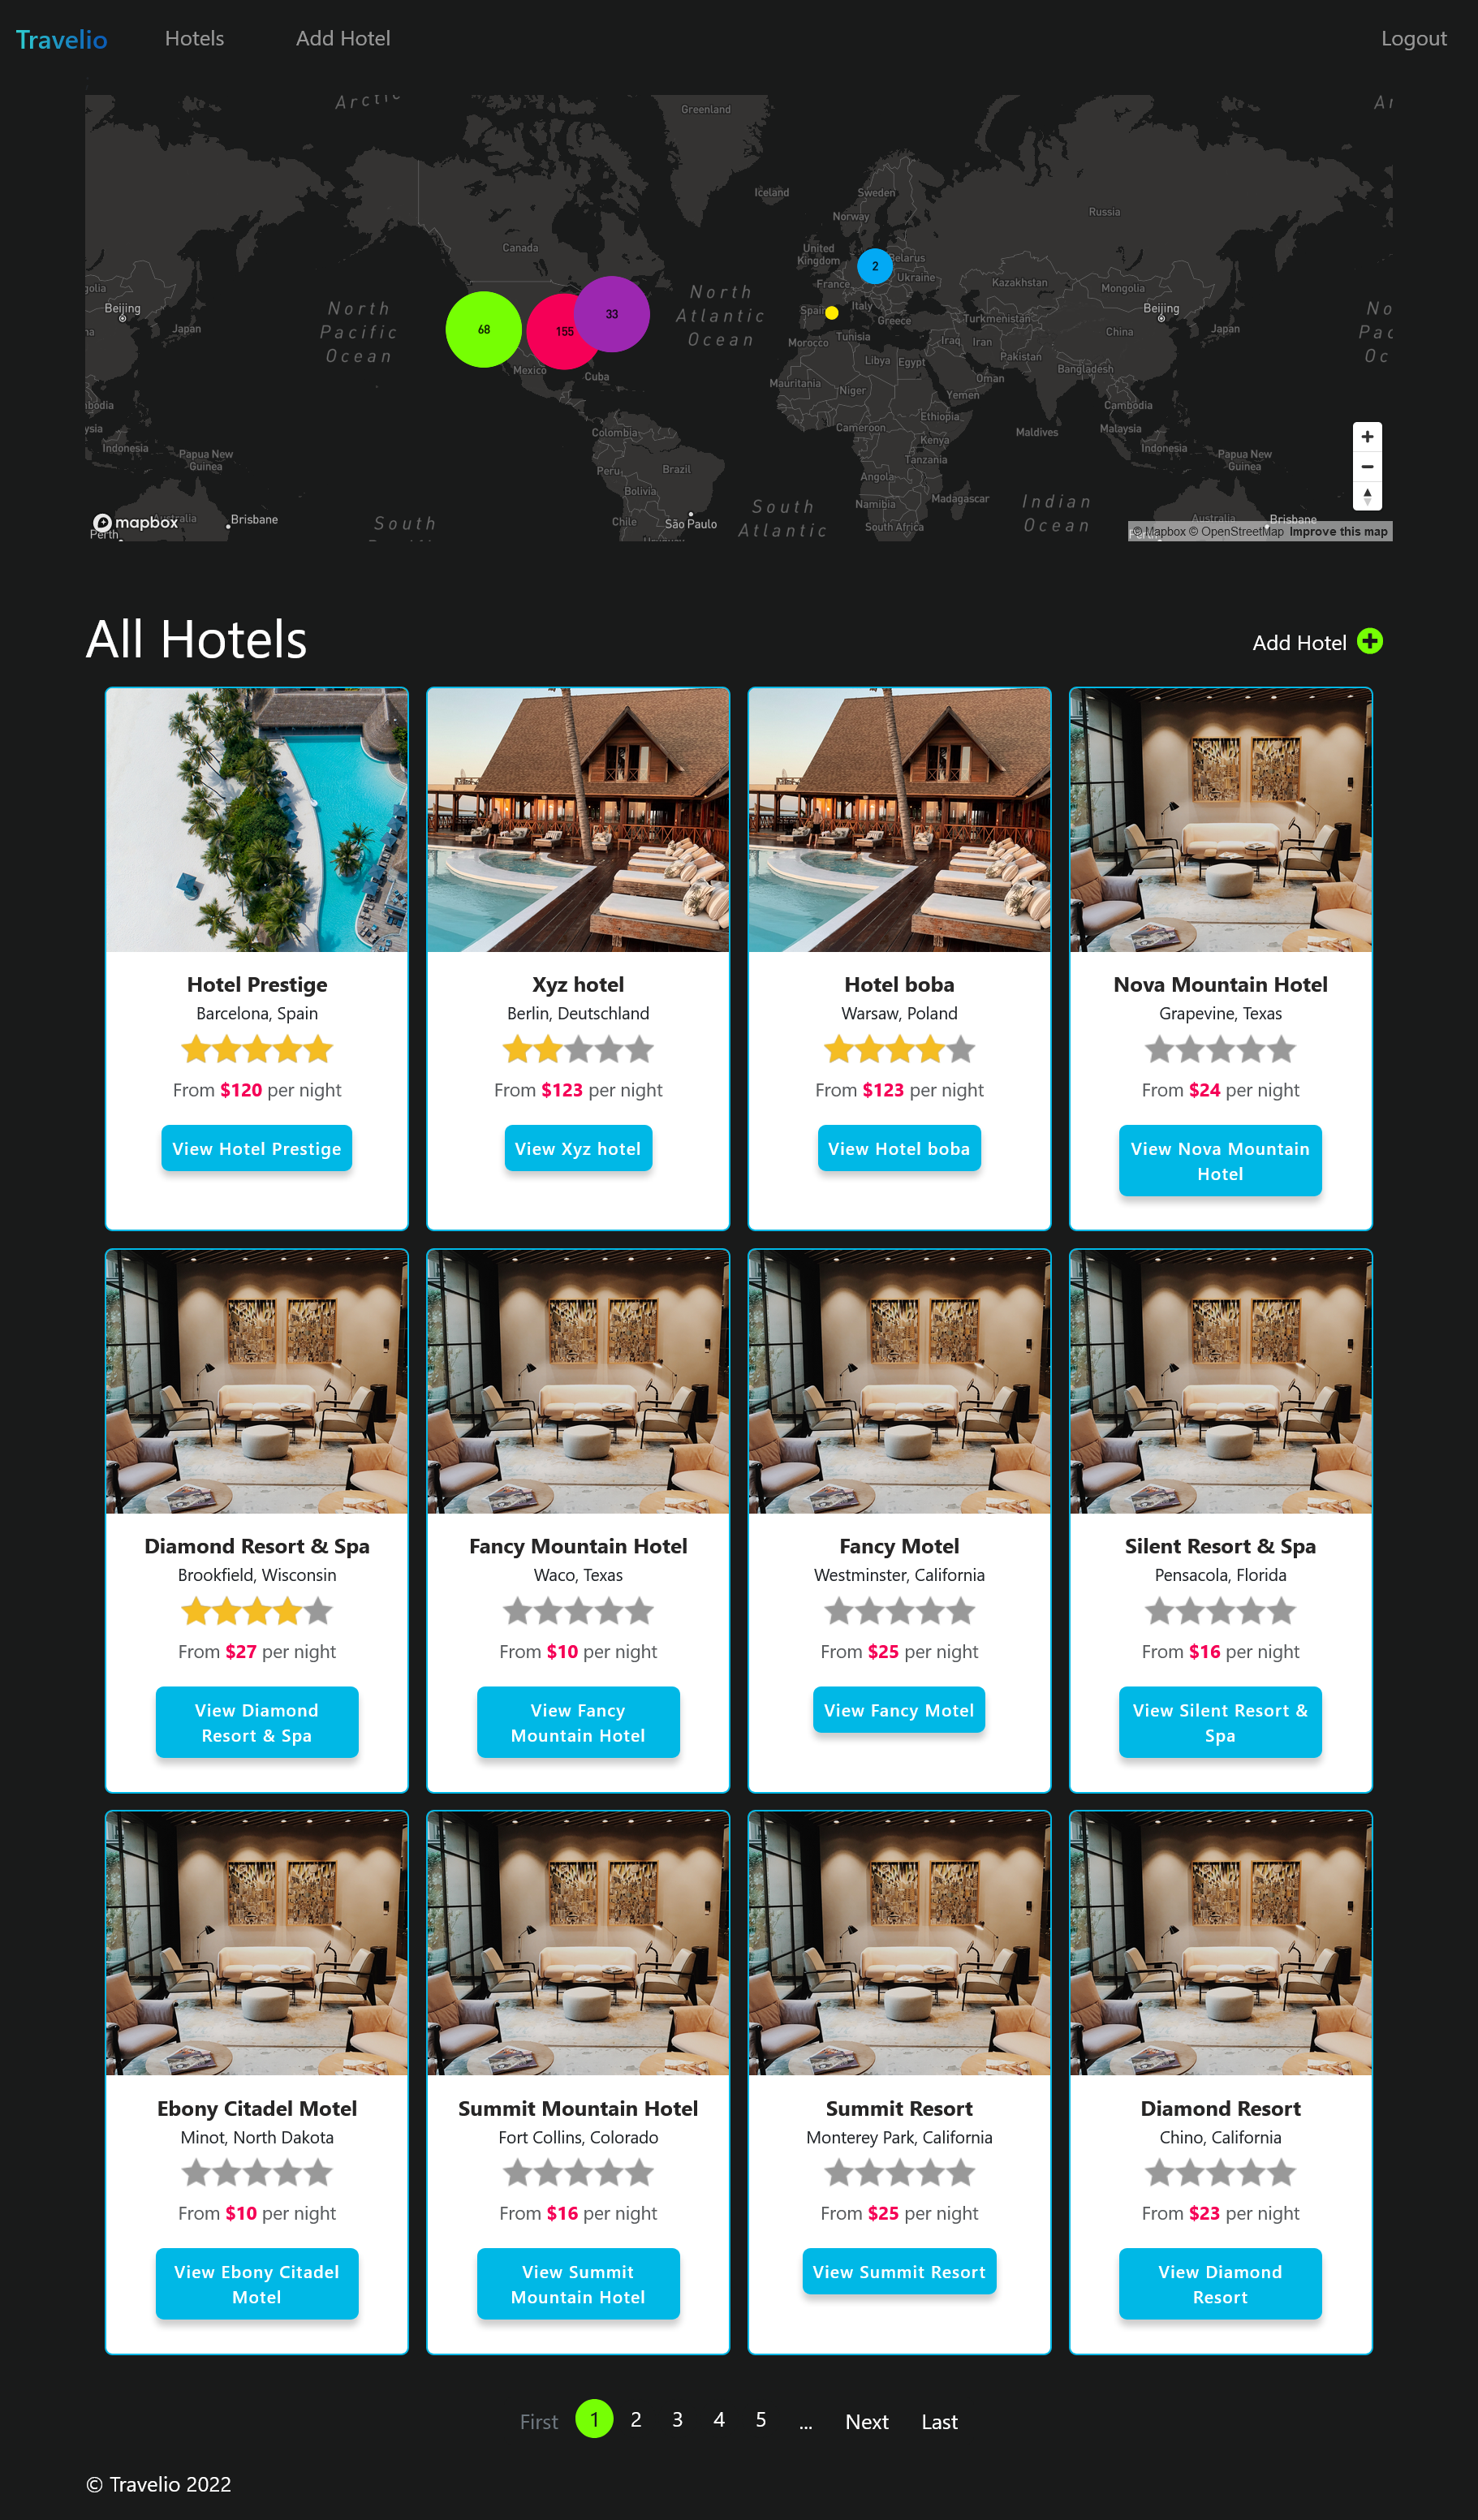 Travelio
Hotels
Add Hotel
Logout
Greenland
Iceland
Sweden
Norway
Russia
United
Kingdom
Canada
Belarus
Ukraine
France
Kazakhstan
Mongolia
2
68
155
33
North
Pacific
Ocean
North
Atlantic
Ocean
Beijing
Japan
Spain
Italy
Greece
Turkmenistan
Beijing
China
Japan
Morocco
Tunisia
Iraq
Iran
Libya
Egypt
Pakistan
Bangladesh
Mexico
Cuba
Mauritania
Niger
Oman
Yemen
Cambodia
Ethiopia
Colombia
Cameroon
Kenya
Maldives
Malaysia
Indonesia
Papua New
Guinea
Peru
Brazil
Tanzania
Indonesia
Papua New
Guinea
Bolivia
Angola
Madagascar
Namibia
South
Atlantic
Indian
Ocean
South
Chile
São Paulo
South Africa
mapbox
Australia
Brisbane
Perth
Australia
Brisbane
© Mapbox © OpenStreetMap Improve this map
All Hotels
Add Hotel
Hotel Prestige
Barcelona, Spain
From $120 per night
View Hotel Prestige
Xyz hotel
Berlin, Deutschland
From $123 per night
View Xyz hotel
Hotel boba
Warsaw, Poland
From $123 per night
View Hotel boba
Nova Mountain Hotel
Grapevine, Texas
From $24 per night
View Nova Mountain
Hotel
Diamond Resort & Spa
Brookfield, Wisconsin
From $27 per night
View Diamond
Resort & Spa
Fancy Mountain Hotel
Waco, Texas
From $10 per night
View Fancy
Mountain Hotel
Fancy Motel
Westminster, California
From $25 per night
View Fancy Motel
Silent Resort & Spa
Pensacola, Florida
From $16 per night
View Silent Resort &
Spa
Ebony Citadel Motel
Minot, North Dakota
From $10 per night
View Ebony Citadel
Motel
Summit Mountain Hotel
Fort Collins, Colorado
From $16 per night
View Summit
Mountain Hotel
Summit Resort
Monterey Park, California
From $25 per night
View Summit Resort
Diamond Resort
Chino, California
From $23 per night
View Diamond
Resort
First 1 2 3 4 5 ... Next Last
© Travelio 2022